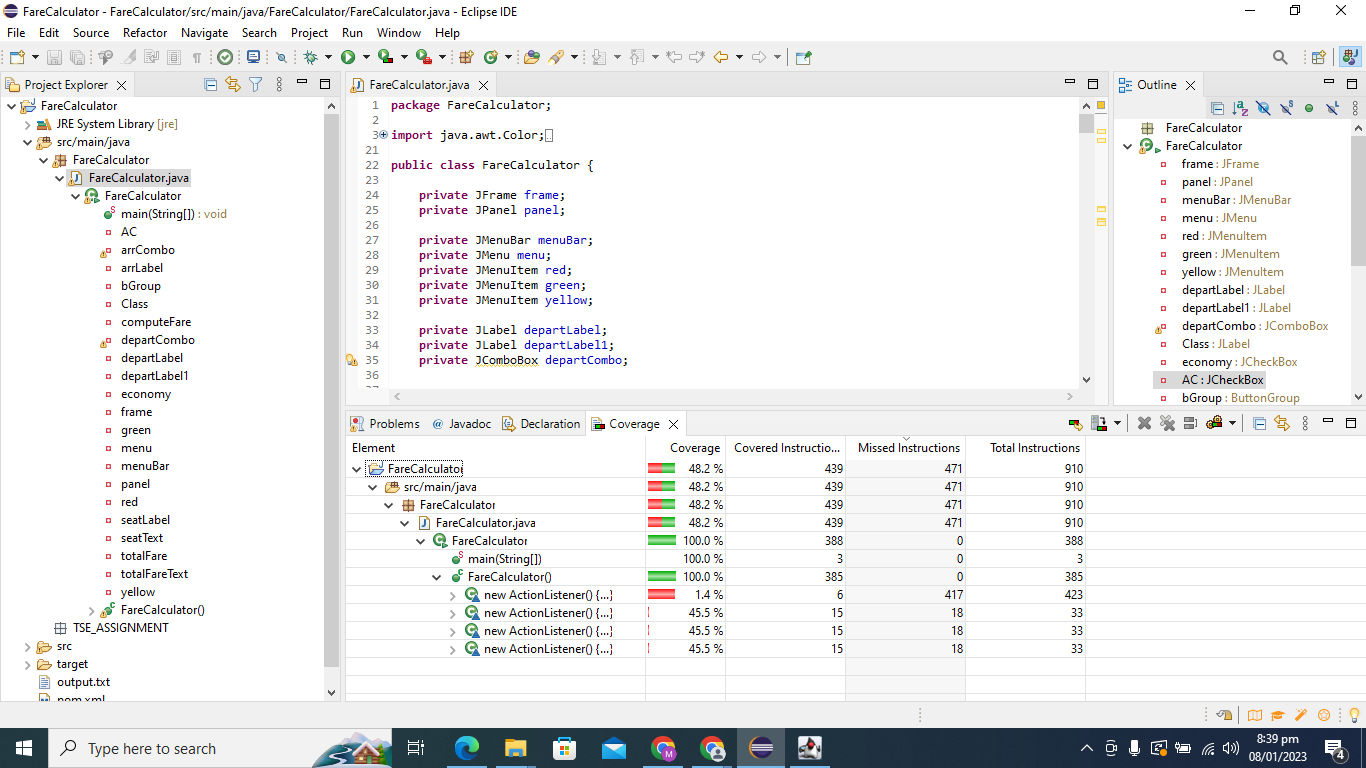 FareCalculator - FareCalculator/src/main/java/FareCalculator/FareCalculator.java - Eclipse IDE
File Edit Source Refactor Navigate Search Project Run Window Help
Project Explorer
FareCalculator
JRE System Library [jre]
src/main/java
FareCalculator
FareCalculator.java
FareCalculator
main(String[]) : void
AC
arrCombo
arrLabel
bGroup
Class
computeFare
departCombo
departLabel
departLabel1
economy
frame
green
menu
menuBar
panel
red
seatLabel
seatText
totalFare
totalFareText
yellow
FareCalculator()
TSE_ASSIGNMENT
src
target
output.txt
pom.xml
FareCalculator.java
1 package FareCalculator;
2
3 import java.awt.Color;
21
22 public class FareCalculator {
23
24 private JFrame frame;
25 private JPanel panel;
26
27 private JMenuBar menuBar;
28 private JMenu menu;
29 private JMenuItem red;
30 private JMenuItem green;
31 private JMenuItem yellow;
32
33 private JLabel departLabel;
34 private JLabel departLabel1;
35 private JComboBox departCombo;
36
Outline
FareCalculator
FareCalculator
frame : JFrame
panel : JPanel
menuBar : JMenuBar
menu : JMenu
red : JMenuItem
green : JMenuItem
yellow : JMenuItem
departLabel : JLabel
departLabel1 : JLabel
departCombo : JComboBox
Class : JLabel
economy : JCheckBox
AC : JCheckBox
bGroup : ButtonGroup
Problems @ Javadoc Declaration Coverage
Element Coverage Covered Instructio... Missed Instructions Total Instructions
FareCalculator 48.2 % 439 471 910
src/main/java 48.2 % 439 471 910
FareCalculator 48.2 % 439 471 910
FareCalculator.java 48.2 % 439 471 910
FareCalculator 100.0 % 388 0 388
main(String[]) 100.0 % 3 0 3
FareCalculator() 100.0 % 385 0 385
new ActionListener() {...} 1.4 % 6 417 423
new ActionListener() {...} 45.5 % 15 18 33
new ActionListener() {...} 45.5 % 15 18 33
new ActionListener() {...} 45.5 % 15 18 33
Type here to search
8:39 pm
08/01/2023
4